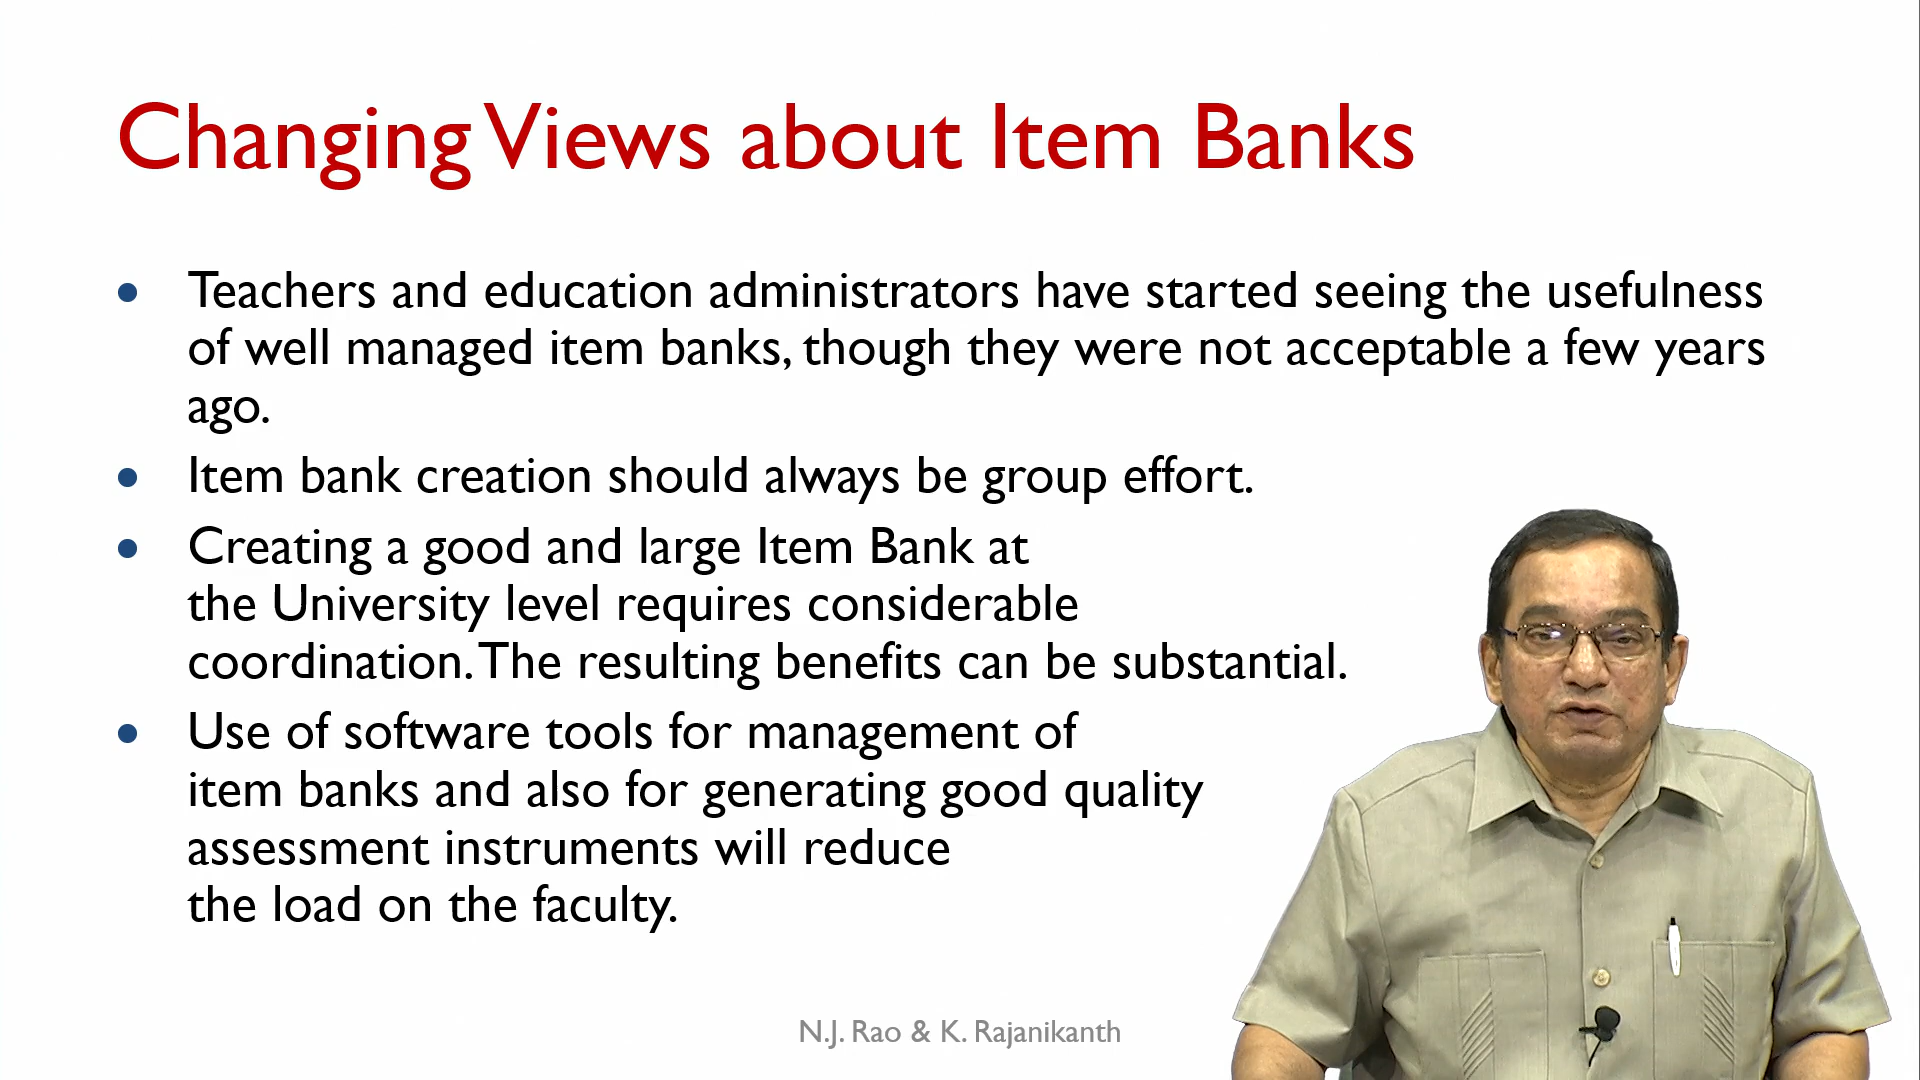 Changing Views about Item Banks
• Teachers and education administrators have started seeing the usefulness
of well managed item banks, though they were not acceptable a few years
ago.
• Item bank creation should always be group effort.
• Creating a good and large Item Bank at
the University level requires considerable
coordination. The resulting benefits can be substantial.
• Use of software tools for management of
item banks and also for generating good quality
assessment instruments will reduce
the load on the faculty.
N.J. Rao & K. Rajanikanth